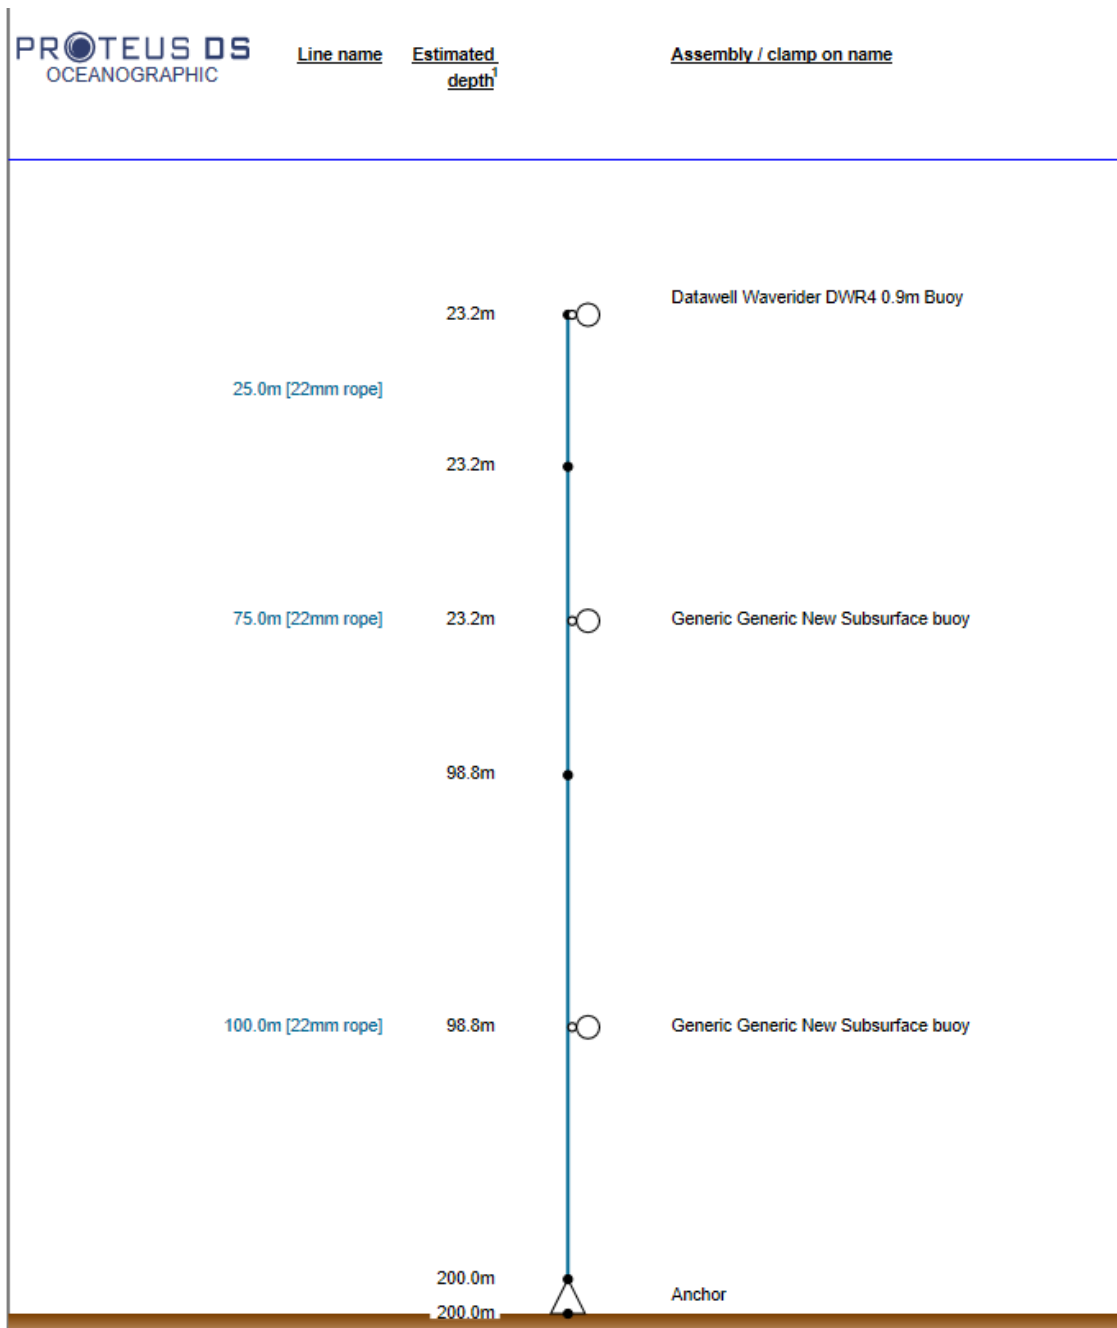 PROTEUS DS
OCEANOGRAPHIC
Line name
Estimated
depth1
Assembly / clamp on name
23.2m
Datawell Waverider DWR4 0.9m Buoy
25.0m [22mm rope]
23.2m
75.0m [22mm rope] 23.2m Generic Generic New Subsurface buoy
98.8m
100.0m [22mm rope] 98.8m Generic Generic New Subsurface buoy
200.0m
Anchor
200.0m